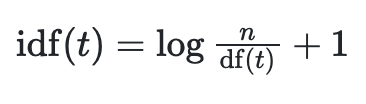 idf(t) = log n/df(t) + 1